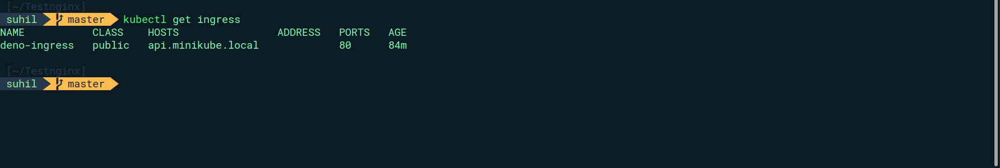 [~/Testnginx]
suhil master kubectl get ingress
NAME CLASS HOSTS ADDRESS PORTS AGE
deno-ingress public api.minikube.local 80 84m
[~/Testnginx]
suhil master